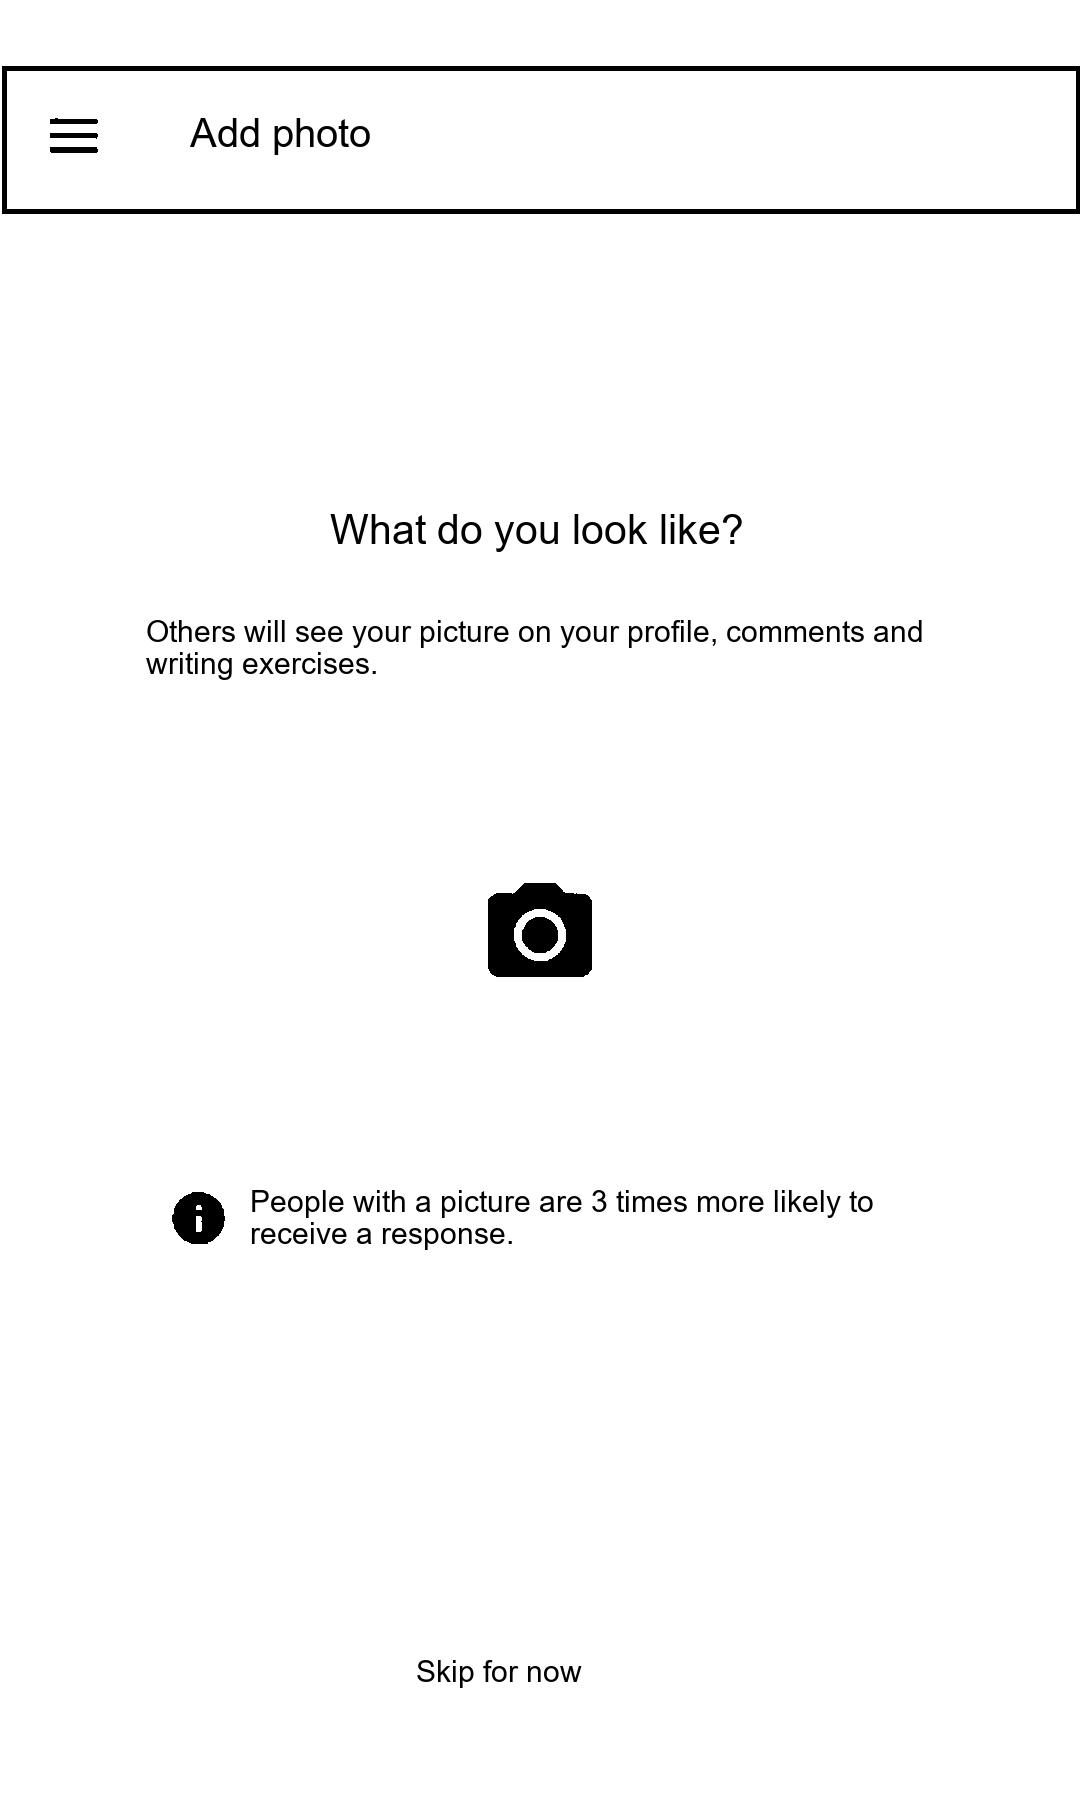 Add photo
What do you look like?
Others will see your picture on your profile, comments and
writing exercises.
People with a picture are 3 times more likely to
receive a response.
Skip for now